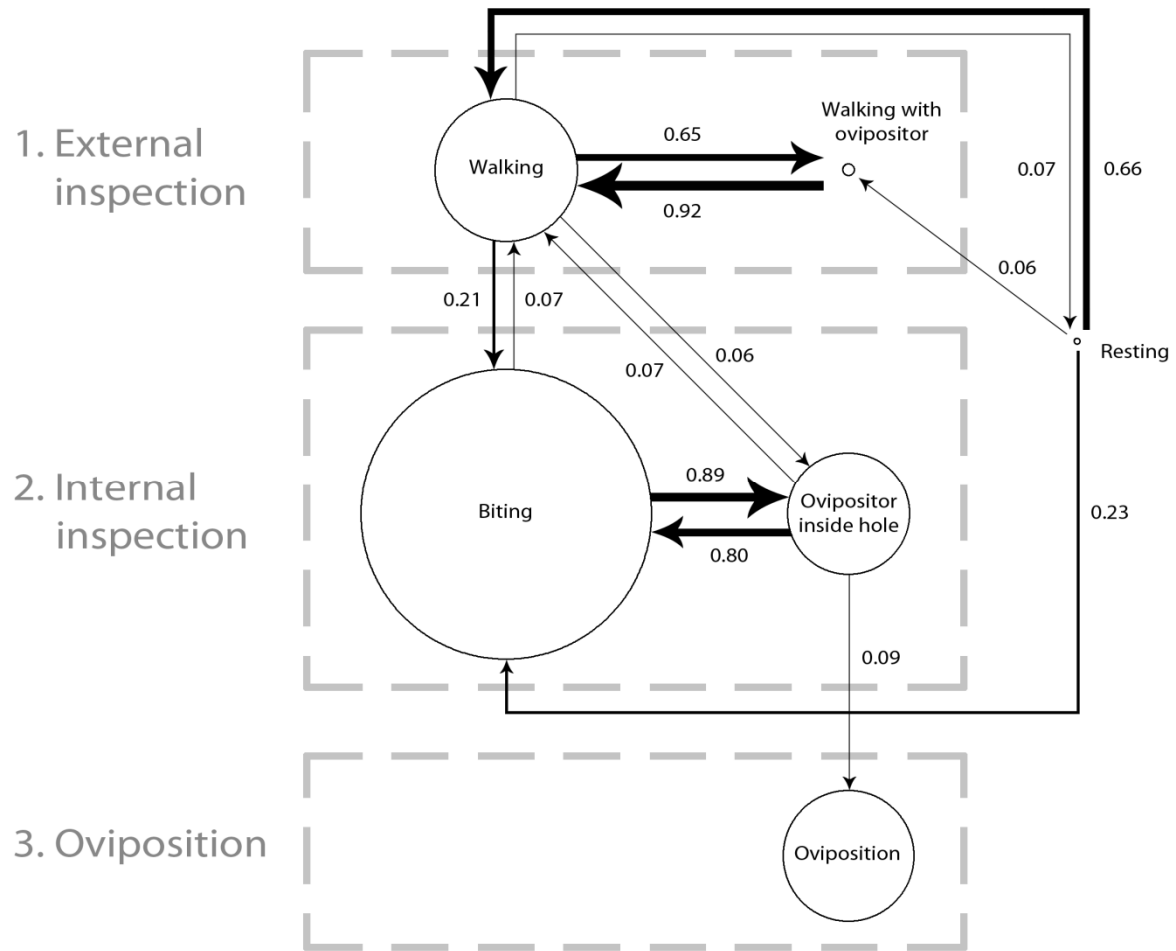 1. External
inspection
Walking
0.65
0.92
Walking with
ovipositor
0.07
0.66
0.06
Resting
0.21
0.07
0.07
0.06
2. Internal
inspection
Biting
0.89
0.80
Ovipositor
inside hole
0.23
0.09
3. Oviposition
Oviposition